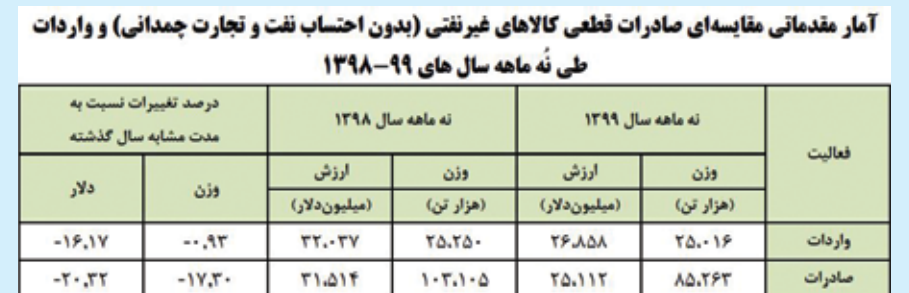 آمار مقدماتی مقایسه‌ای صادرات قطعی کالاهای غیرنفتی (بدون احتساب نفت و تجارت چمدانی) و واردات
طی نُه ماهه سال های ۹۹–۱۳۹۸
فعالیت
نه ماهه سال ۱۳۹۹
نه ماهه سال ۱۳۹۸
درصد تغییرات نسبت به
مدت مشابه سال گذشته
وزن
(هزار تن)
ارزش
(میلیون‌دلار)
وزن
(هزار تن)
ارزش
(میلیون‌دلار)
وزن
دلار
واردات ۲۵،۰۱۶ ۲۶،۸۵۸ ۲۵،۲۵۰ ۳۲،۰۳۷ -۰،۹۳ -۱۶،۱۷
صادرات ۸۵،۲۶۳ ۲۵،۱۱۲ ۱۰۳،۱۰۵ ۳۱،۵۱۴ -۱۷،۳۰ -۲۰،۳۲